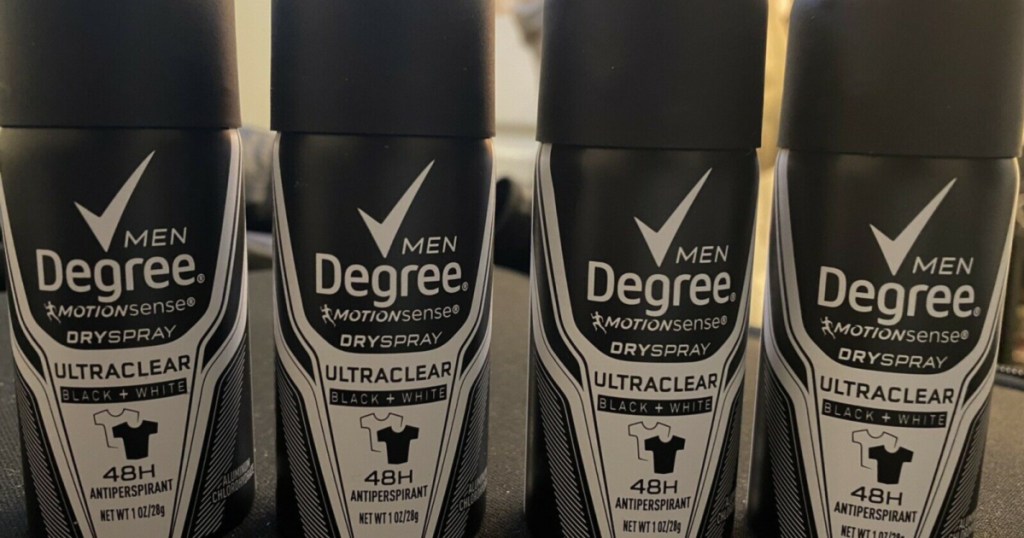 MEN
Degree®
MOTIONsense®
DRYSPRAY
ULTRACLEAR
BLACK + WHITE
48H
ANTIPERSPIRANT
NET WT 1 OZ/28g
MEN
Degree®
MOTIONsense®
DRYSPRAY
ULTRACLEAR
BLACK + WHITE
48H
ANTIPERSPIRANT
NET WT 1 OZ/28g
MEN
Degree®
MOTIONsense®
DRYSPRAY
ULTRACLEAR
BLACK + WHITE
48H
ANTIPERSPIRANT
NET WT 1 OZ/28g
MEN
Degree®
MOTIONsense®
DRYSPRAY
ULTRACLEAR
BLACK + WHITE
48H
ANTIPERSPIRANT
NET WT 1 OZ/28g